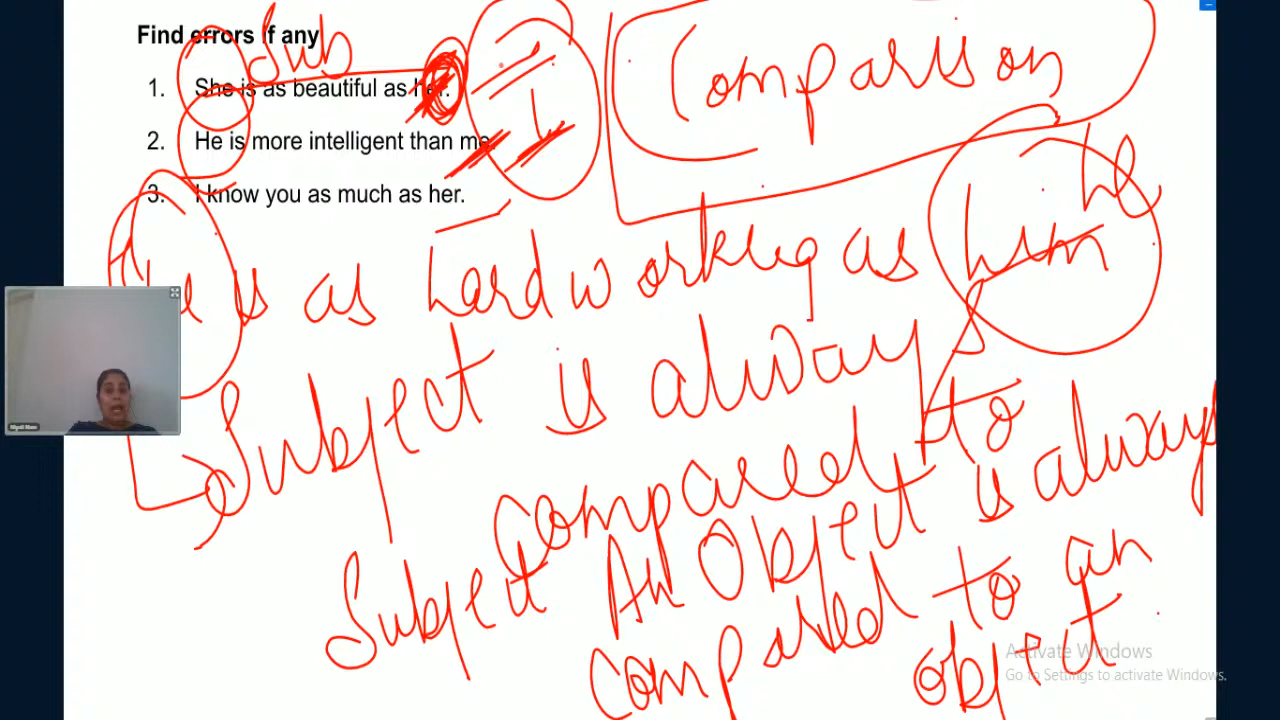 Find errors if any
Sub
1. She is as beautiful as her.
2. He is more intelligent than me.
I
3. I know you as much as her.
Comparison
he
He is as hardworking as him
Subject is always
compared to
Subject
An Object is always
compared to an
object
Activate Windows
Go to Settings to activate Windows.